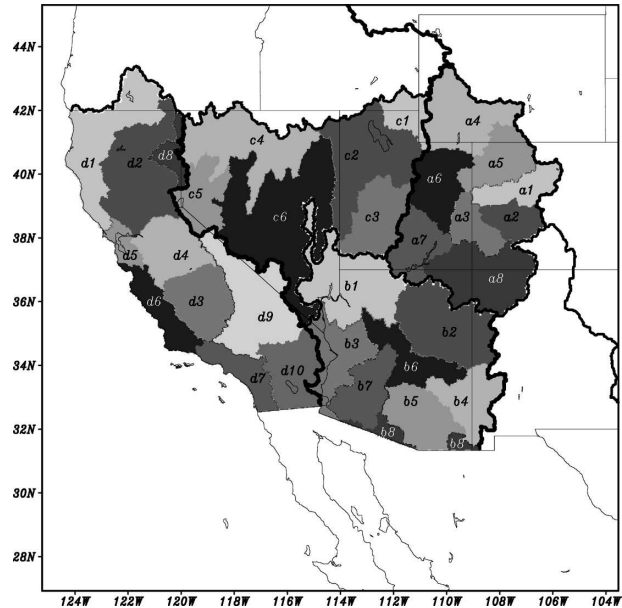 44N
42N
40N
38N
36N
34N
32N
30N
28N
124W 122W 120W 118W 116W 114W 112W 110W 108W 106W 104W
c1 a4
d1 d2 d8 c4 c2 a5
a6 a1
c5 c6 c3 a3 a2
d5 d4 a7
a8
d6 d3 b1
d9 b2
b3
d7 d10 b6
b7 b5 b4
b8 b8